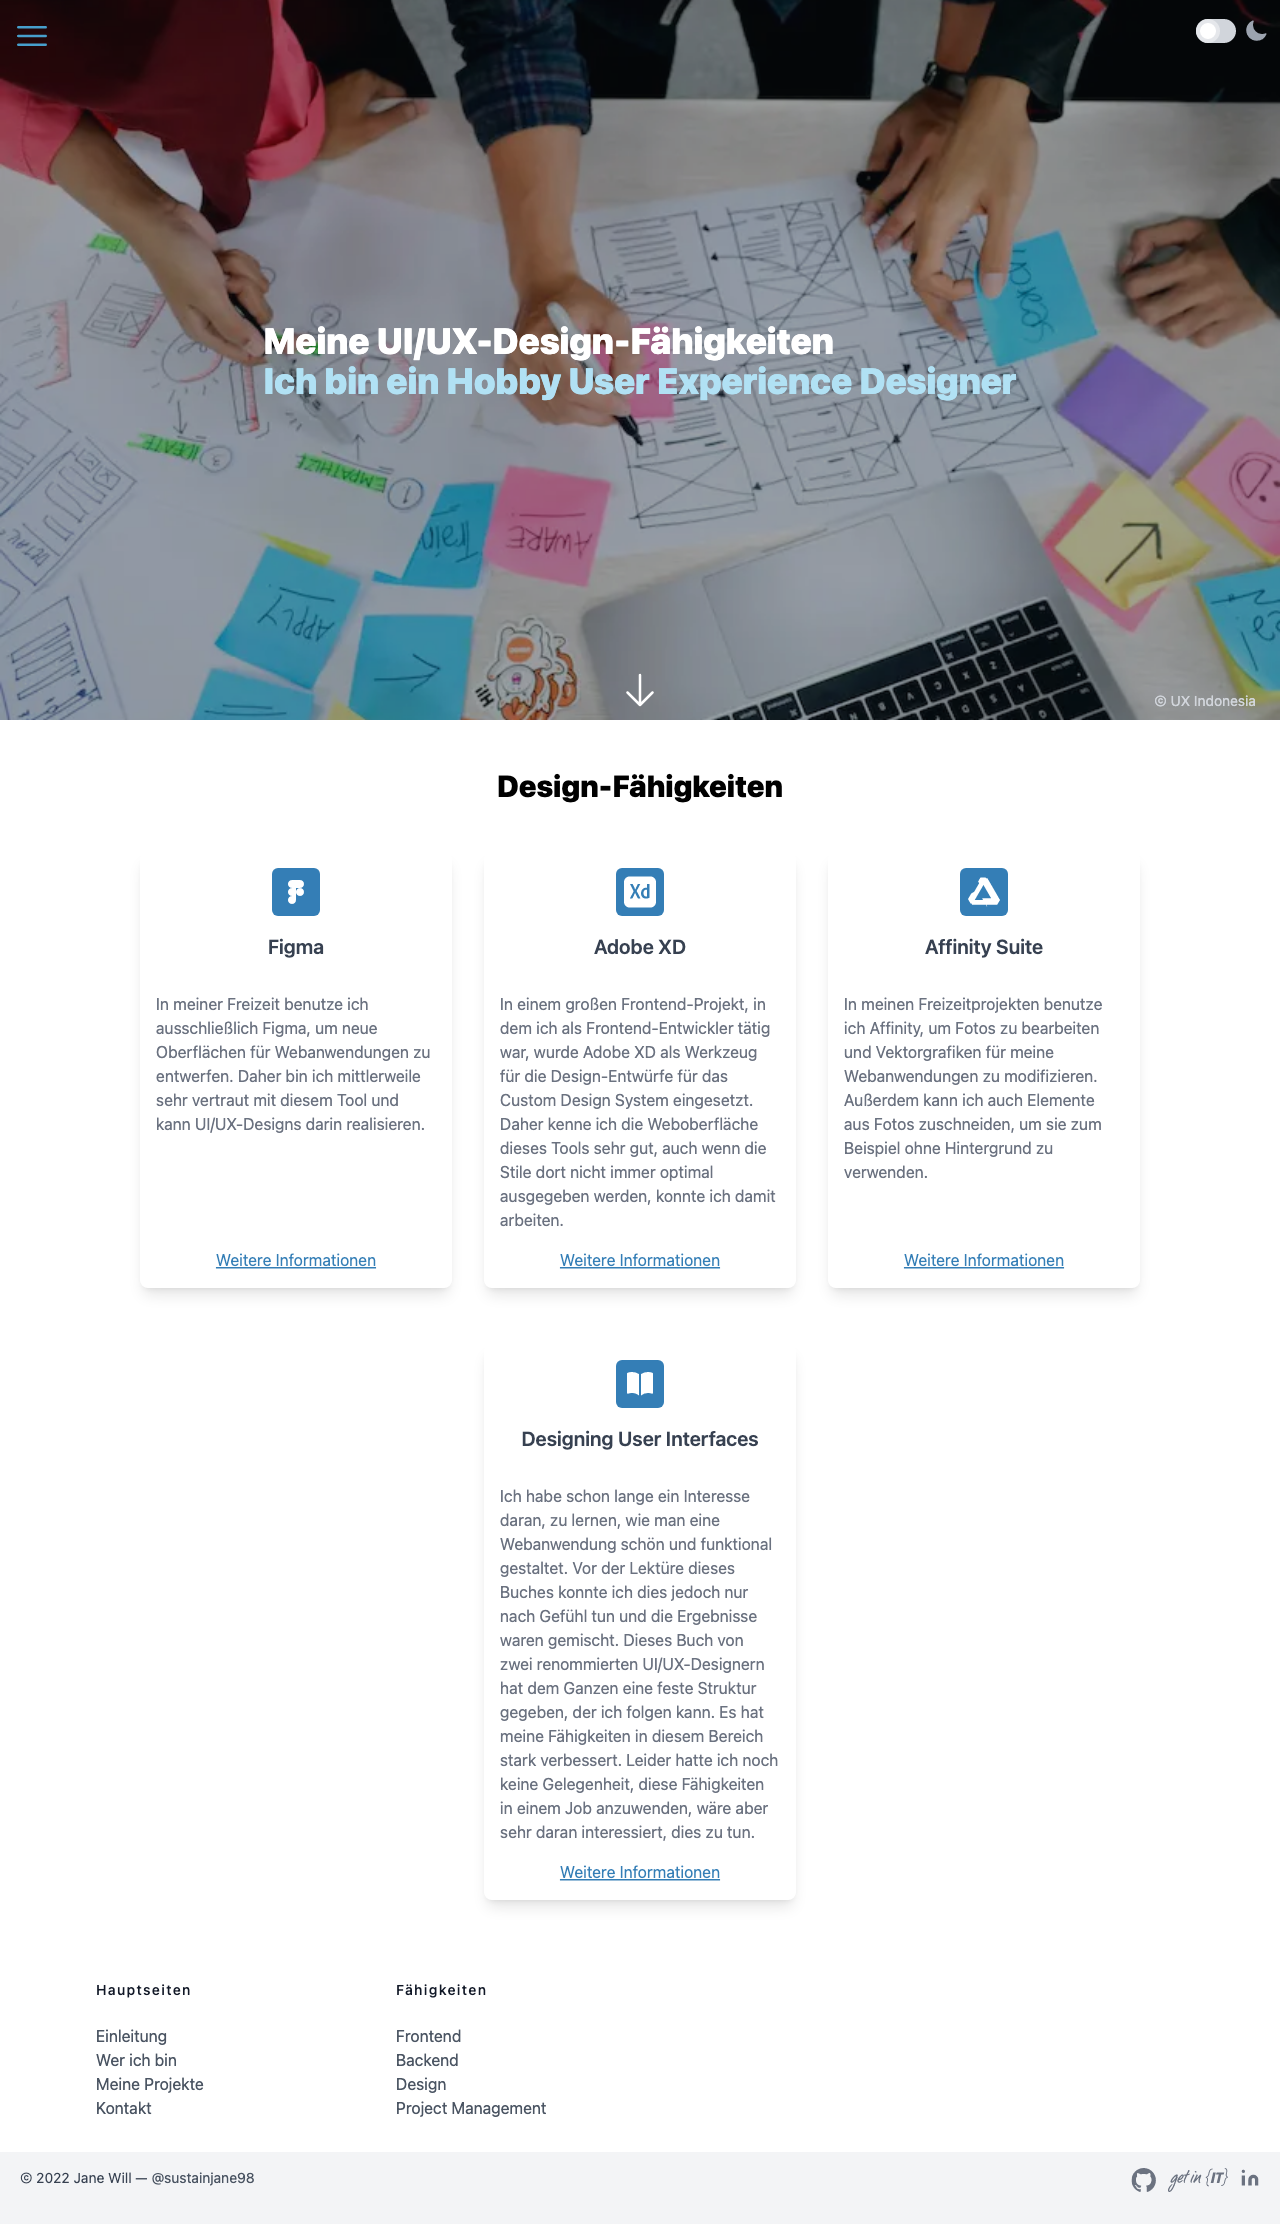 INDOOR
Meine UI/UX-Design-Fähigkeiten
Ich bin ein Hobby User Experience Designer
IDEATE
EMPATHIZE
Train
AWARE
APPLY
© UX Indonesia
Design-Fähigkeiten
Xd
Figma
Adobe XD
Affinity Suite
In meiner Freizeit benutze ich
ausschließlich Figma, um neue
Oberflächen für Webanwendungen zu
entwerfen. Daher bin ich mittlerweile
sehr vertraut mit diesem Tool und
kann UI/UX-Designs darin realisieren.
Weitere Informationen
In einem großen Frontend-Projekt, in
dem ich als Frontend-Entwickler tätig
war, wurde Adobe XD als Werkzeug
für die Design-Entwürfe für das
Custom Design System eingesetzt.
Daher kenne ich die Weboberfläche
dieses Tools sehr gut, auch wenn die
Stile dort nicht immer optimal
ausgegeben werden, konnte ich damit
arbeiten.
Weitere Informationen
In meinen Freizeitprojekten benutze
ich Affinity, um Fotos zu bearbeiten
und Vektorgrafiken für meine
Webanwendungen zu modifizieren.
Außerdem kann ich auch Elemente
aus Fotos zuschneiden, um sie zum
Beispiel ohne Hintergrund zu
verwenden.
Weitere Informationen
Designing User Interfaces
Ich habe schon lange ein Interesse
daran, zu lernen, wie man eine
Webanwendung schön und funktional
gestaltet. Vor der Lektüre dieses
Buches konnte ich dies jedoch nur
nach Gefühl tun und die Ergebnisse
waren gemischt. Dieses Buch von
zwei renommierten UI/UX-Designern
hat dem Ganzen eine feste Struktur
gegeben, der ich folgen kann. Es hat
meine Fähigkeiten in diesem Bereich
stark verbessert. Leider hatte ich noch
keine Gelegenheit, diese Fähigkeiten
in einem Job anzuwenden, wäre aber
sehr daran interessiert, dies zu tun.
Weitere Informationen
Hauptseiten
Einleitung
Wer ich bin
Meine Projekte
Kontakt
Fähigkeiten
Frontend
Backend
Design
Project Management
© 2022 Jane Will — @sustainjane98
get in {IT}
in